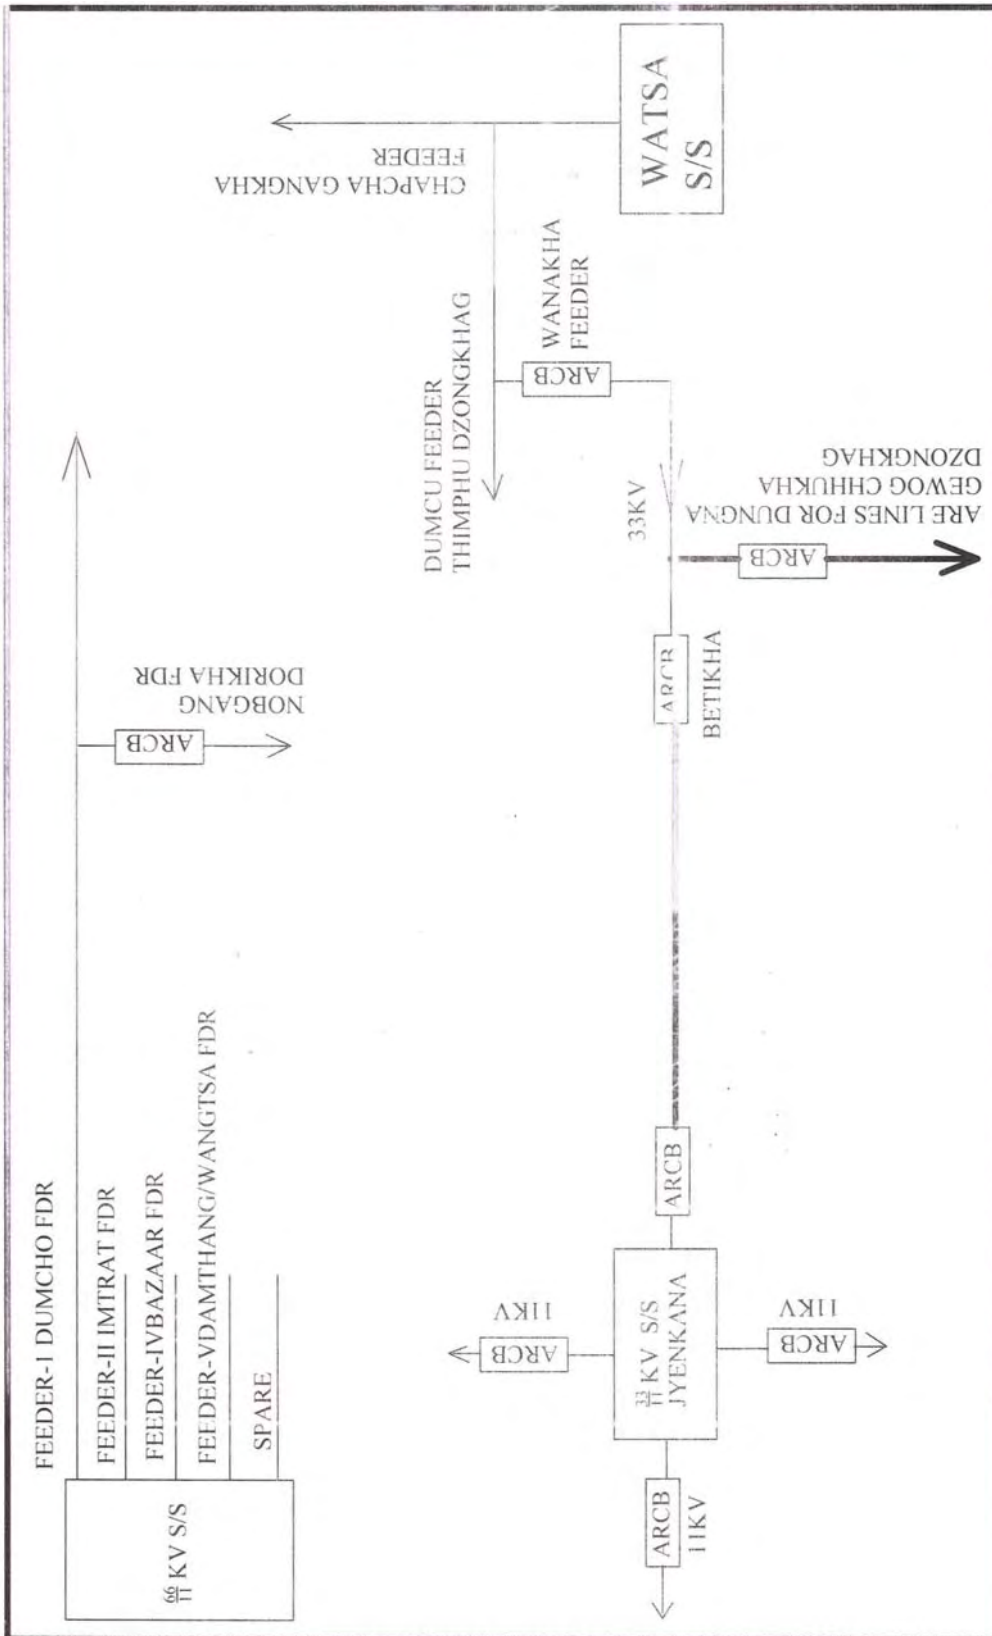 FEEDER-I DUMCHO FDR
FEEDER-II IMTRAT FDR
FEEDER-IVBAZAAR FDR
FEEDER-VDAMTHANG/WANGTSA FDR
SPARE
66/11 KV S/S
NOBGANG
DORIKHA FDR
ARCB
CHAPCHA GANGKHA
FEEDER
DUMCU FEEDER
THIMPHU DZONGKHAG
WANAKHA
FEEDER
ARCB
WATSA
S/S
33KV
ARCB
BETIKHA
ARE LINES FOR DUNGNA
GEWOG CHHUKHA
DZONGKHAG
ARCB
ARCB
33/11 KV S/S
JYENKANA
11KV
ARCB
11KV
ARCB
ARCB
11KV